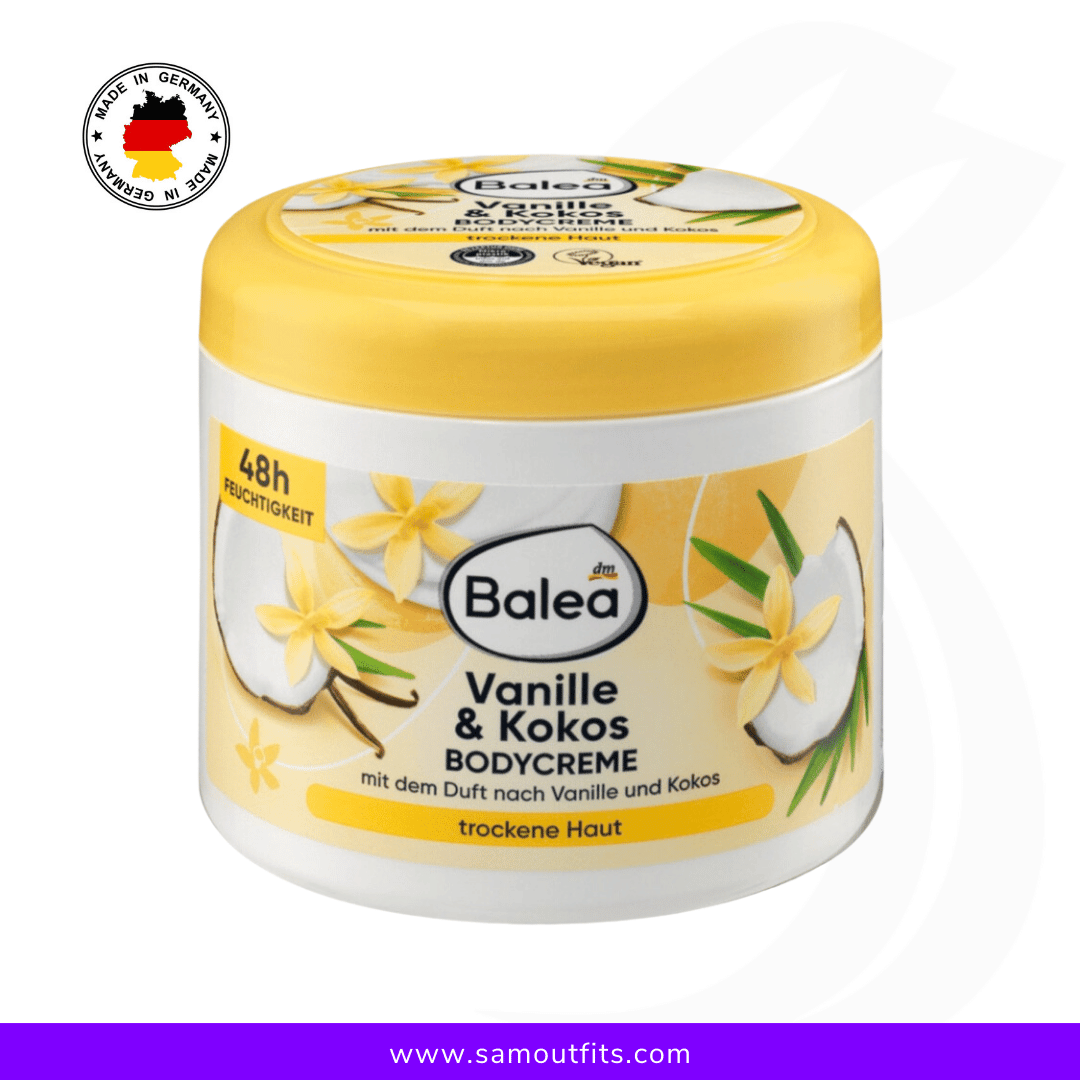 MADE IN GERMANY
MADE IN GERMANY
Balea
dm
Vanille
& Kokos
BODYCREME
mit dem Duft nach Vanille und Kokos
trockene Haut
vegan
48h
FEUCHTIGKEIT
dm
Balea
Vanille
& Kokos
BODYCREME
mit dem Duft nach Vanille und Kokos
trockene Haut
www.samoutfits.com